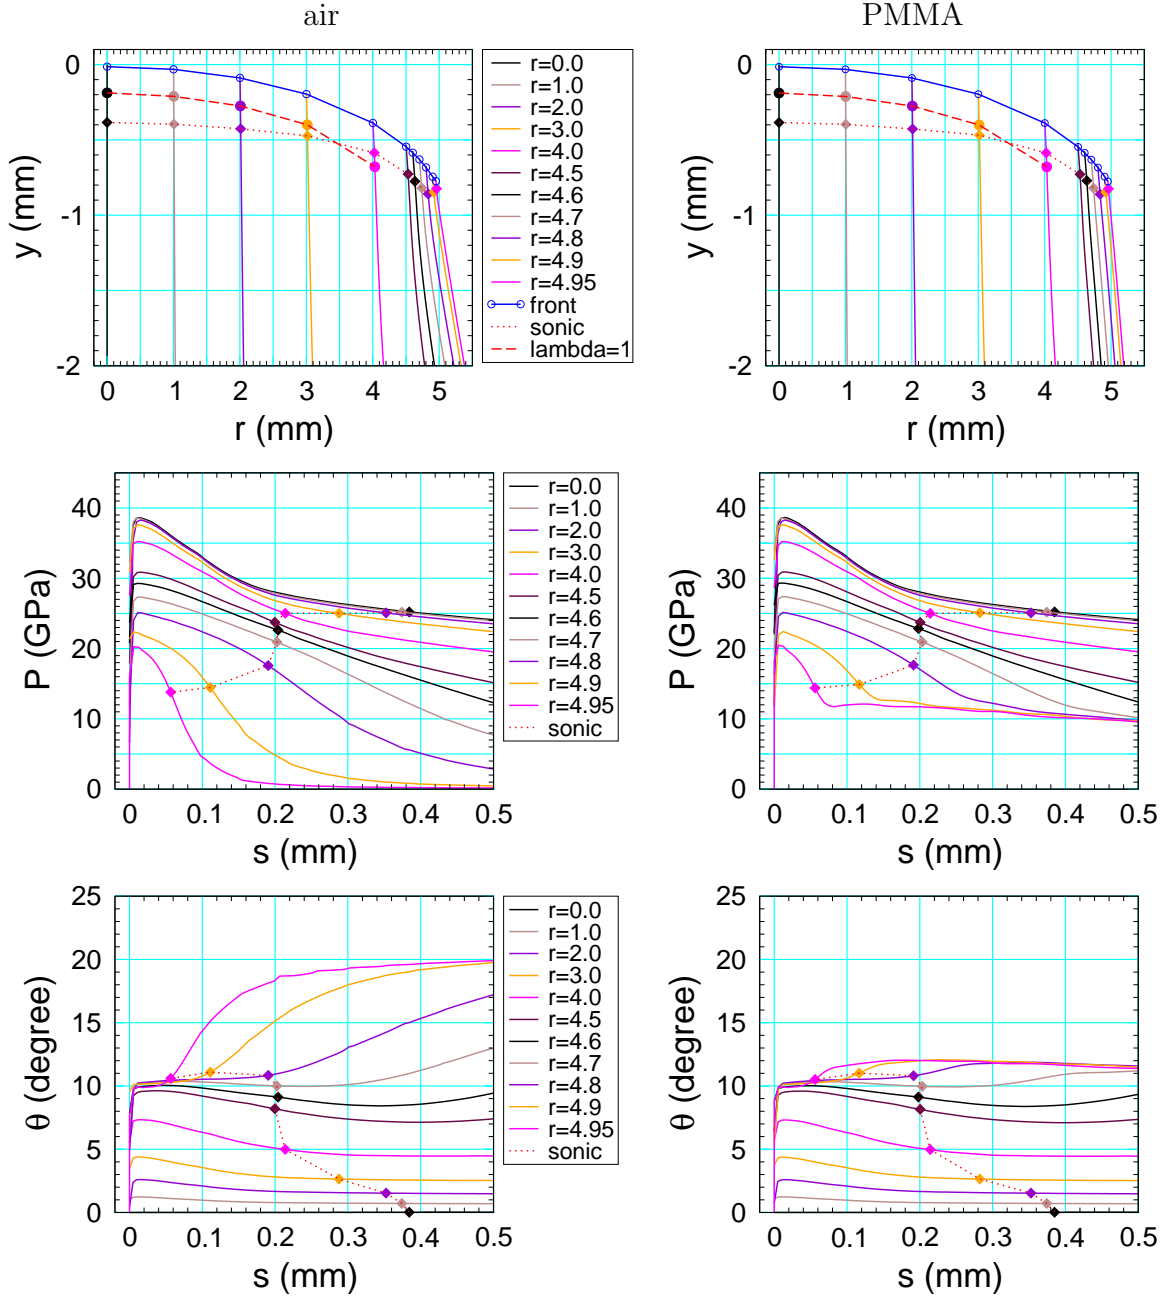 air
PMMA
0
-1
-2
y (mm)
0 1 2 3 4 5
r (mm)
r=0.0
r=1.0
r=2.0
r=3.0
r=4.0
r=4.5
r=4.6
r=4.7
r=4.8
r=4.9
r=4.95
front
sonic
lambda=1
0
-1
-2
y (mm)
0 1 2 3 4 5
r (mm)
40
30
20
10
0
P (GPa)
0 0.1 0.2 0.3 0.4 0.5
s (mm)
r=0.0
r=1.0
r=2.0
r=3.0
r=4.0
r=4.5
r=4.6
r=4.7
r=4.8
r=4.9
r=4.95
sonic
40
30
20
10
0
P (GPa)
0 0.1 0.2 0.3 0.4 0.5
s (mm)
25
20
15
10
5
0
θ (degree)
0 0.1 0.2 0.3 0.4 0.5
s (mm)
r=0.0
r=1.0
r=2.0
r=3.0
r=4.0
r=4.5
r=4.6
r=4.7
r=4.8
r=4.9
r=4.95
sonic
25
20
15
10
5
0
θ (degree)
0 0.1 0.2 0.3 0.4 0.5
s (mm)